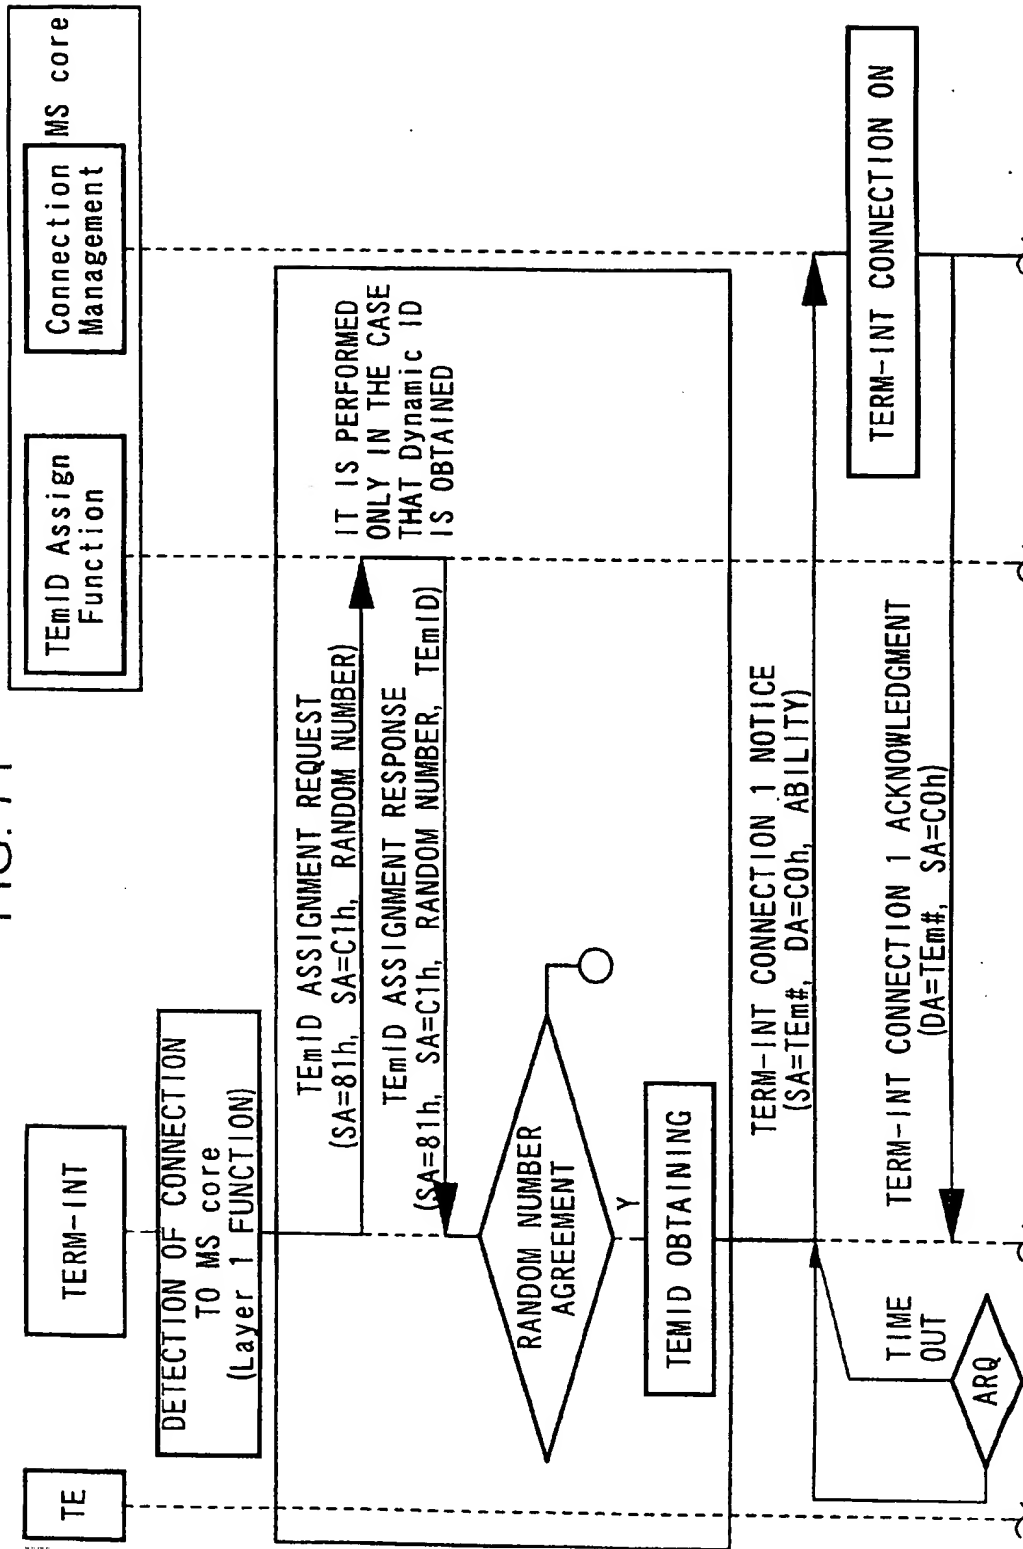 TE
TERM-INT
TEmID Assign
Function
Connection
Management
MS core
DETECTION OF CONNECTION
TO MS core
(Layer 1 FUNCTION)
TEmID ASSIGNMENT REQUEST
(SA=81h, SA=C1h, RANDOM NUMBER)
IT IS PERFORMED
ONLY IN THE CASE
THAT Dynamic ID
IS OBTAINED
TEmID ASSIGNMENT RESPONSE
(SA=81h, SA=C1h, RANDOM NUMBER, TEmID)
RANDOM NUMBER
AGREEMENT
Y
TEMID OBTAINING
TERM-INT CONNECTION 1 NOTICE
(SA=TEm#, DA=C0h, ABILITY)
TERM-INT CONNECTION ON
TIME
OUT
TERM-INT CONNECTION 1 ACKNOWLEDGMENT
(DA=TEm#, SA=C0h)
ARQ